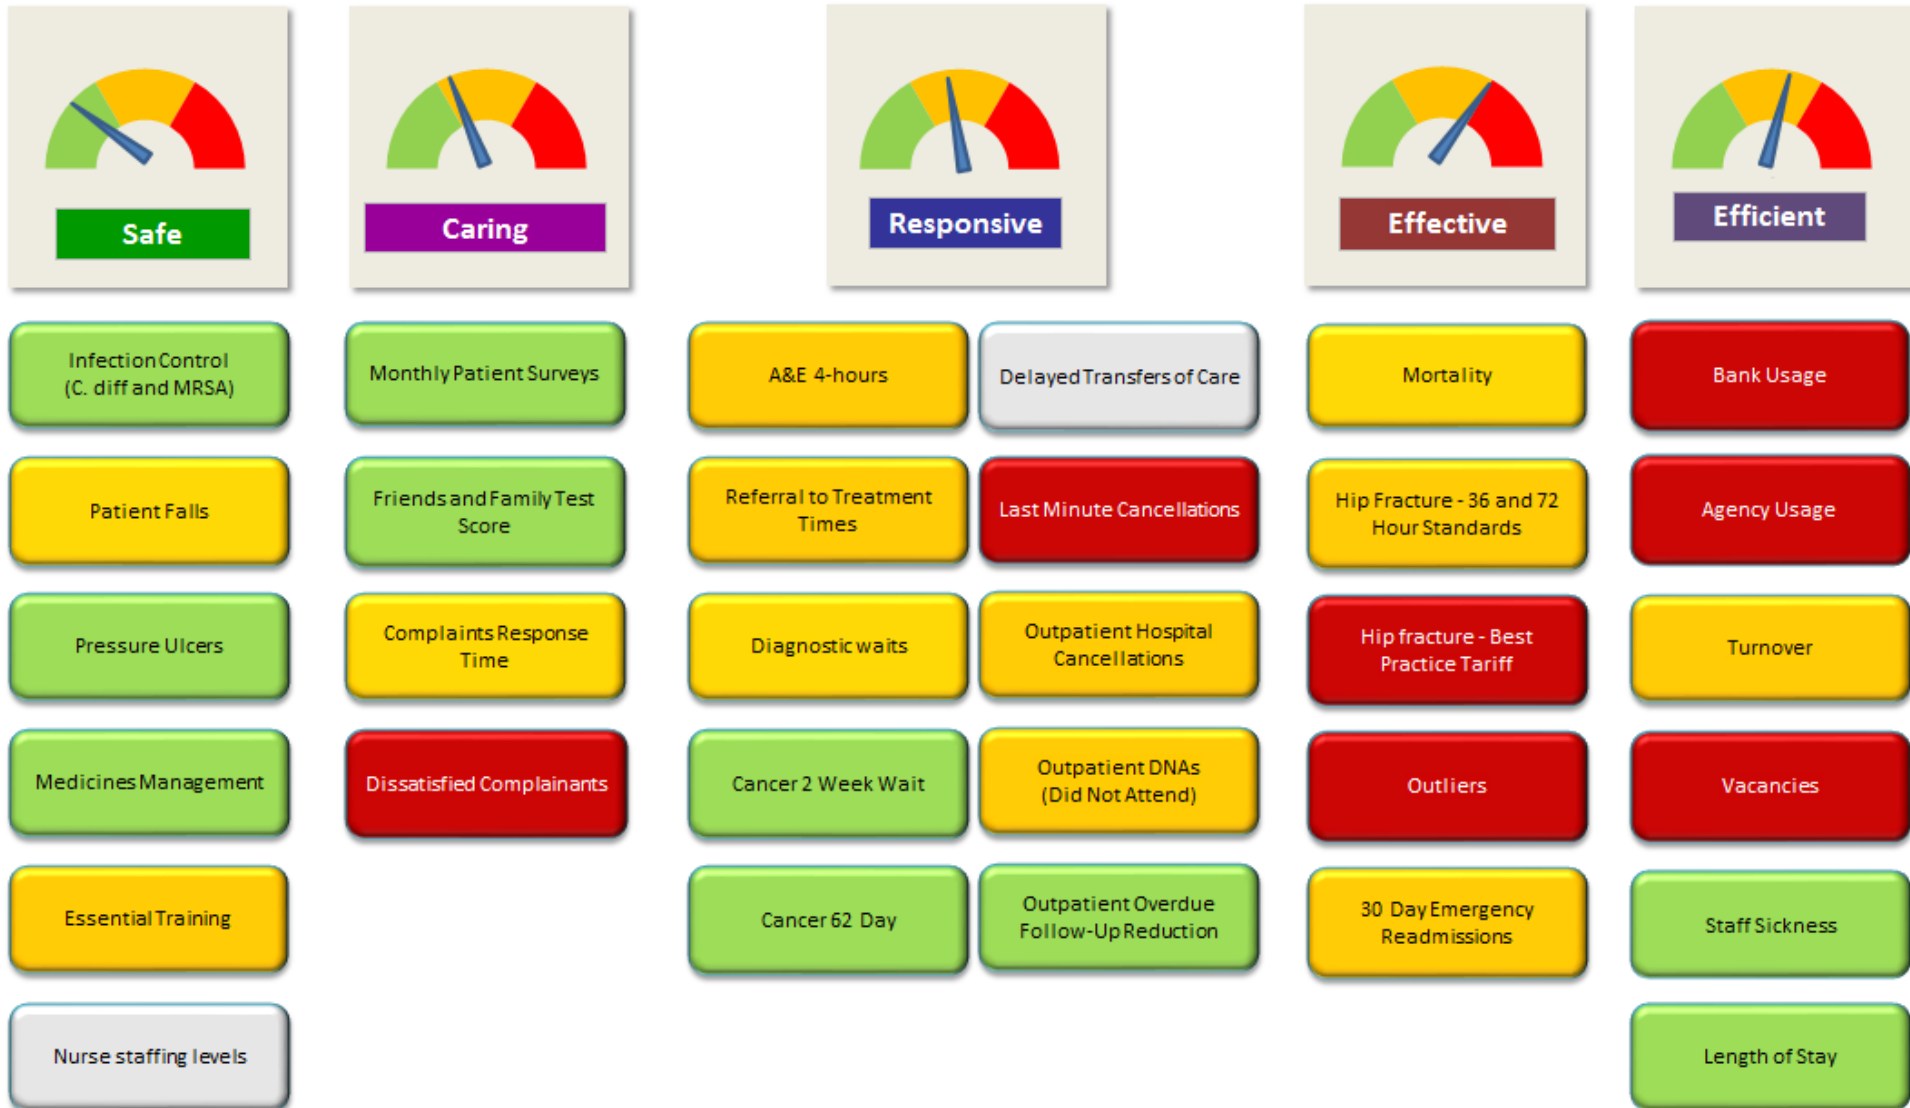 Safe
Caring
Responsive
Effective
Efficient
Infection Control
(C. diff and MRSA)
Patient Falls
Pressure Ulcers
Medicines Management
Essential Training
Nurse staffing levels
Monthly Patient Surveys
Friends and Family Test
Score
Complaints Response
Time
Dissatisfied Complainants
A&E 4-hours
Referral to Treatment
Times
Diagnostic waits
Cancer 2 Week Wait
Cancer 62 Day
Delayed Transfers of Care
Last Minute Cancellations
Outpatient Hospital
Cancellations
Outpatient DNAs
(Did Not Attend)
Outpatient Overdue
Follow-Up Reduction
Mortality
Hip Fracture - 36 and 72
Hour Standards
Hip fracture - Best
Practice Tariff
Outliers
30 Day Emergency
Readmissions
Bank Usage
Agency Usage
Turnover
Vacancies
Staff Sickness
Length of Stay